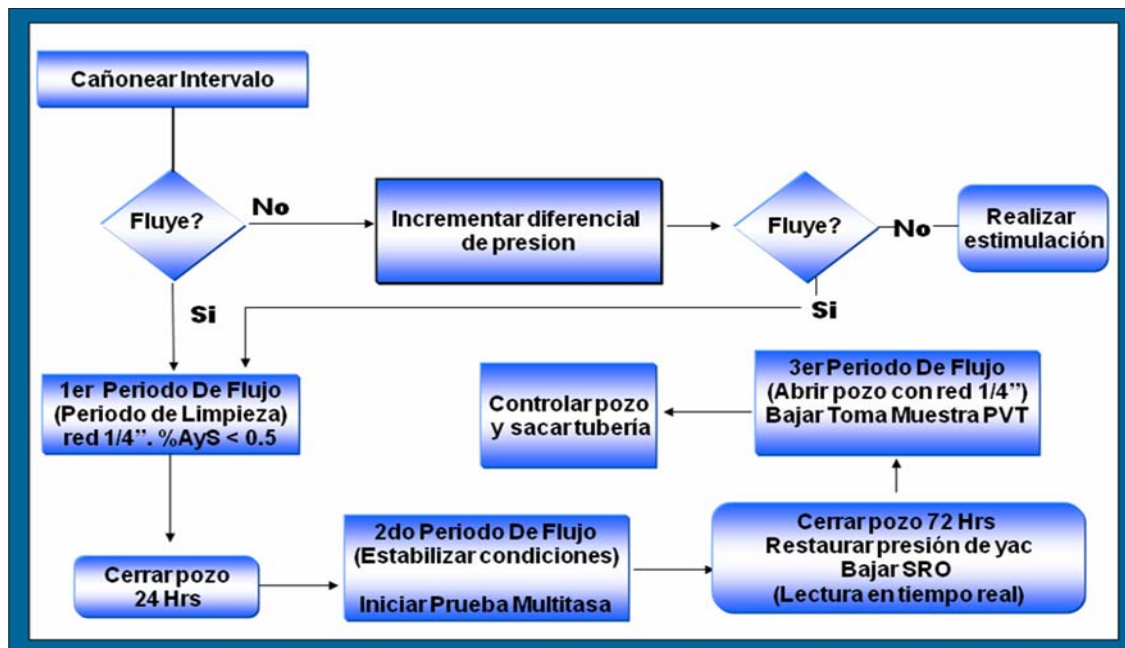 Cañonear Intervalo
Fluye?
No
Incrementar diferencial
de presion
Fluye?
No
Realizar
estimulación
Si
Si
1er Periodo De Flujo
(Periodo de Limpieza)
red 1/4”. %AyS < 0.5
Controlar pozo
y sacar tubería
3er Periodo De Flujo
(Abrir pozo con red 1/4”)
Bajar Toma Muestra PVT
Cerrar pozo
24 Hrs
2do Periodo De Flujo
(Estabilizar condiciones)
Iniciar Prueba Multitasa
Cerrar pozo 72 Hrs
Restaurar presión de yac
Bajar SRO
(Lectura en tiempo real)